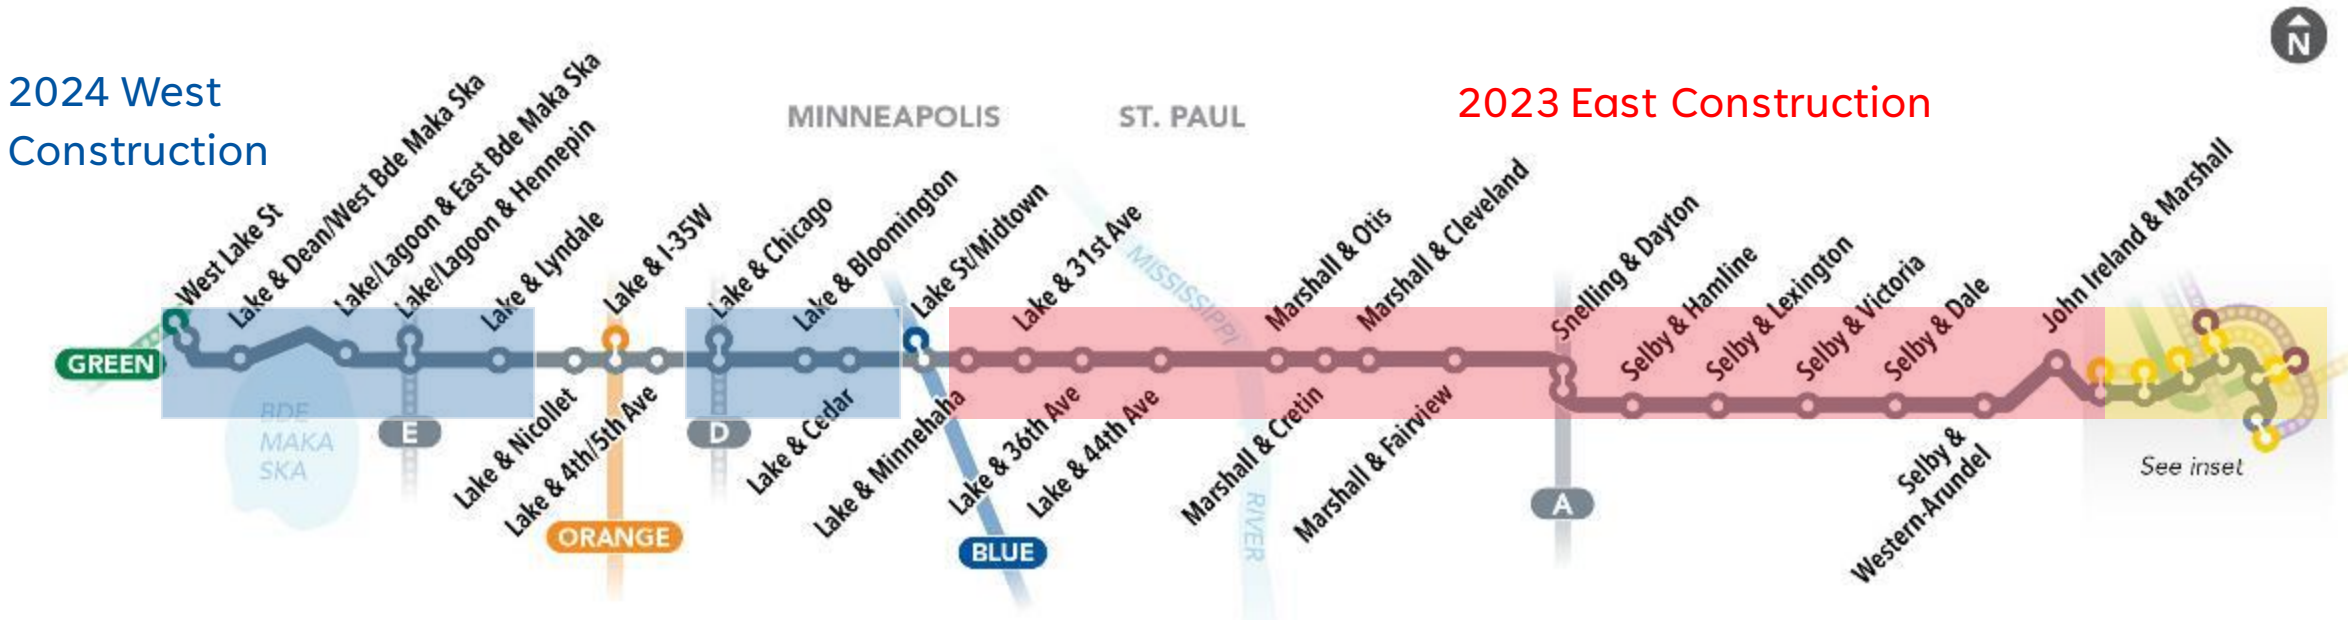 N
2024 West
Construction
MINNEAPOLIS
ST. PAUL
2023 East Construction
West Lake St
Lake & Dean/West Bde Maka Ska
Lake/Lagoon & East Bde Maka Ska
Lake/Lagoon & Hennepin
Lake & Lyndale
Lake & I-35W
Lake & Chicago
Lake & Bloomington
Lake St/Midtown
Lake & 31st Ave
MISSISSIPPI
Marshall & Otis
Marshall & Cleveland
Snelling & Dayton
Selby & Hamline
Selby & Lexington
Selby & Victoria
Selby & Dale
John Ireland & Marshall
GREEN
BDE
MAKA
SKA
E
Lake & Nicollet
Lake & 4th/5th Ave
D
Lake & Cedar
Lake & Minnehaha
Lake & 36th Ave
Lake & 44th Ave
Marshall & Cretin
RIVER
Marshall & Fairview
A
Selby &
Western-Arundel
See inset
ORANGE
BLUE